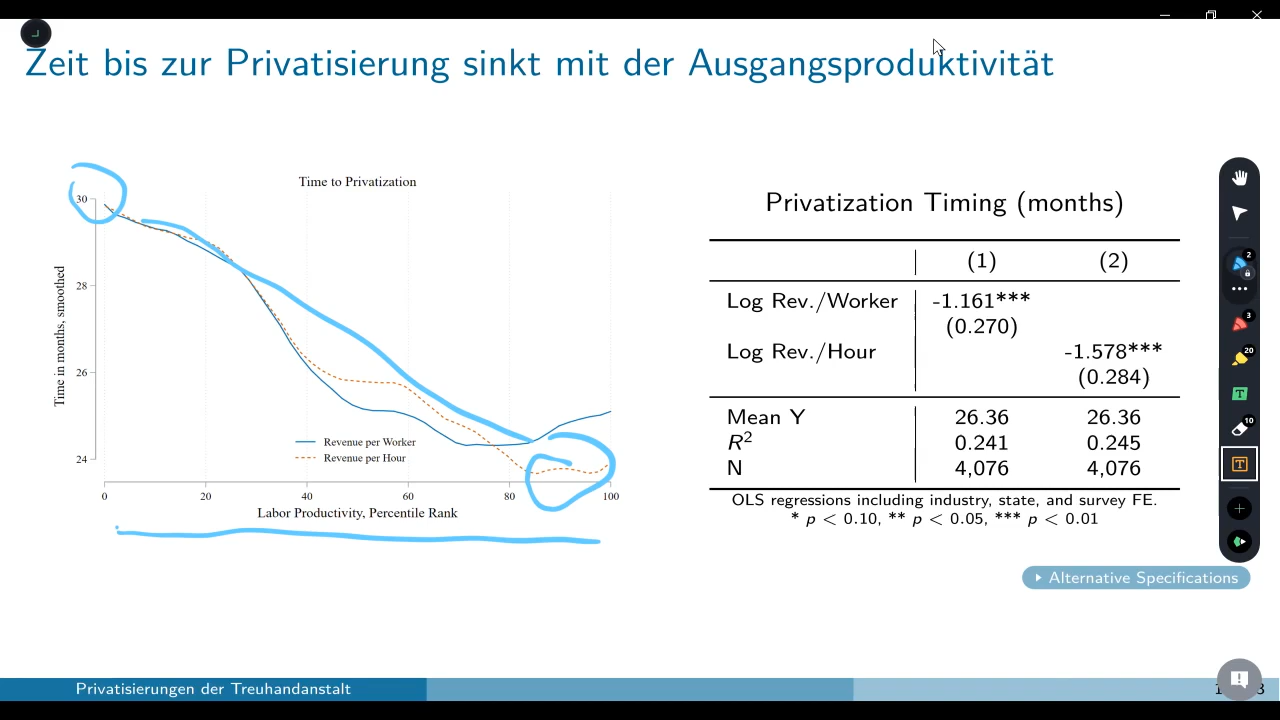 Zeit bis zur Privatisierung sinkt mit der Ausgangsproduktivität
Time to Privatization
30
28
26
24
Time in months, smoothed
Revenue per Worker
Revenue per Hour
0 20 40 60 80 100
Labor Productivity, Percentile Rank
Privatization Timing (months)
(1) (2)
Log Rev./Worker -1.161***
(0.270)
Log Rev./Hour -1.578***
(0.284)
Mean Y 26.36 26.36
R² 0.241 0.245
N 4,076 4,076
OLS regressions including industry, state, and survey FE.
* p < 0.10, ** p < 0.05, *** p < 0.01
Alternative Specifications
2
3
20
T
10
T
Privatisierungen der Treuhandanstalt